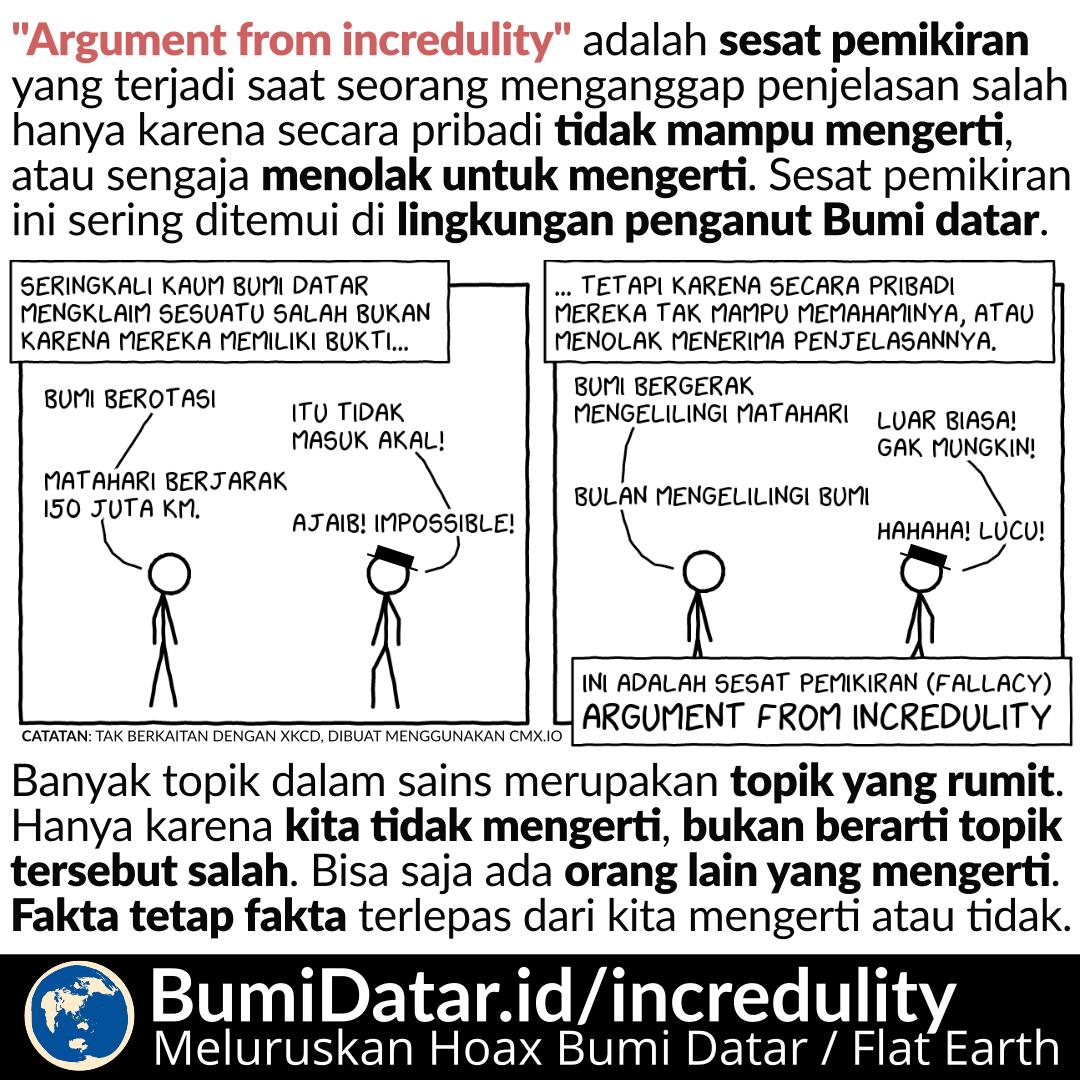 "Argument from incredulity" adalah sesat pemikiran
yang terjadi saat seorang menganggap penjelasan salah
hanya karena secara pribadi tidak mampu mengerti,
atau sengaja menolak untuk mengerti. Sesat pemikiran
ini sering ditemui di lingkungan penganut Bumi datar.
SERINGKALI KAUM BUMI DATAR
MENGKLAIM SESUATU SALAH BUKAN
KARENA MEREKA MEMILIKI BUKTI...
BUMI BEROTASI
ITU TIDAK
MASUK AKAL!
MATAHARI BERJARAK
150 JUTA KM.
AJAIB! IMPOSSIBLE!
... TETAPI KARENA SECARA PRIBADI
MEREKA TAK MAMPU MEMAHAMINYA, ATAU
MENOLAK MENERIMA PENJELASANNYA.
BUMI BERGERAK
MENGELILINGI MATAHARI
LUAR BIASA!
GAK MUNGKIN!
BULAN MENGELILINGI BUMI
HAHAHA! LUCU!
INI ADALAH SESAT PEMIKIRAN (FALLACY)
ARGUMENT FROM INCREDULITY
CATATAN: TAK BERKAITAN DENGAN XKCD, DIBUAT MENGGUNAKAN CMX.IO
Banyak topik dalam sains merupakan topik yang rumit.
Hanya karena kita tidak mengerti, bukan berarti topik
tersebut salah. Bisa saja ada orang lain yang mengerti.
Fakta tetap fakta terlepas dari kita mengerti atau tidak.
BumiDatar.id/incredulity
Meluruskan Hoax Bumi Datar / Flat Earth